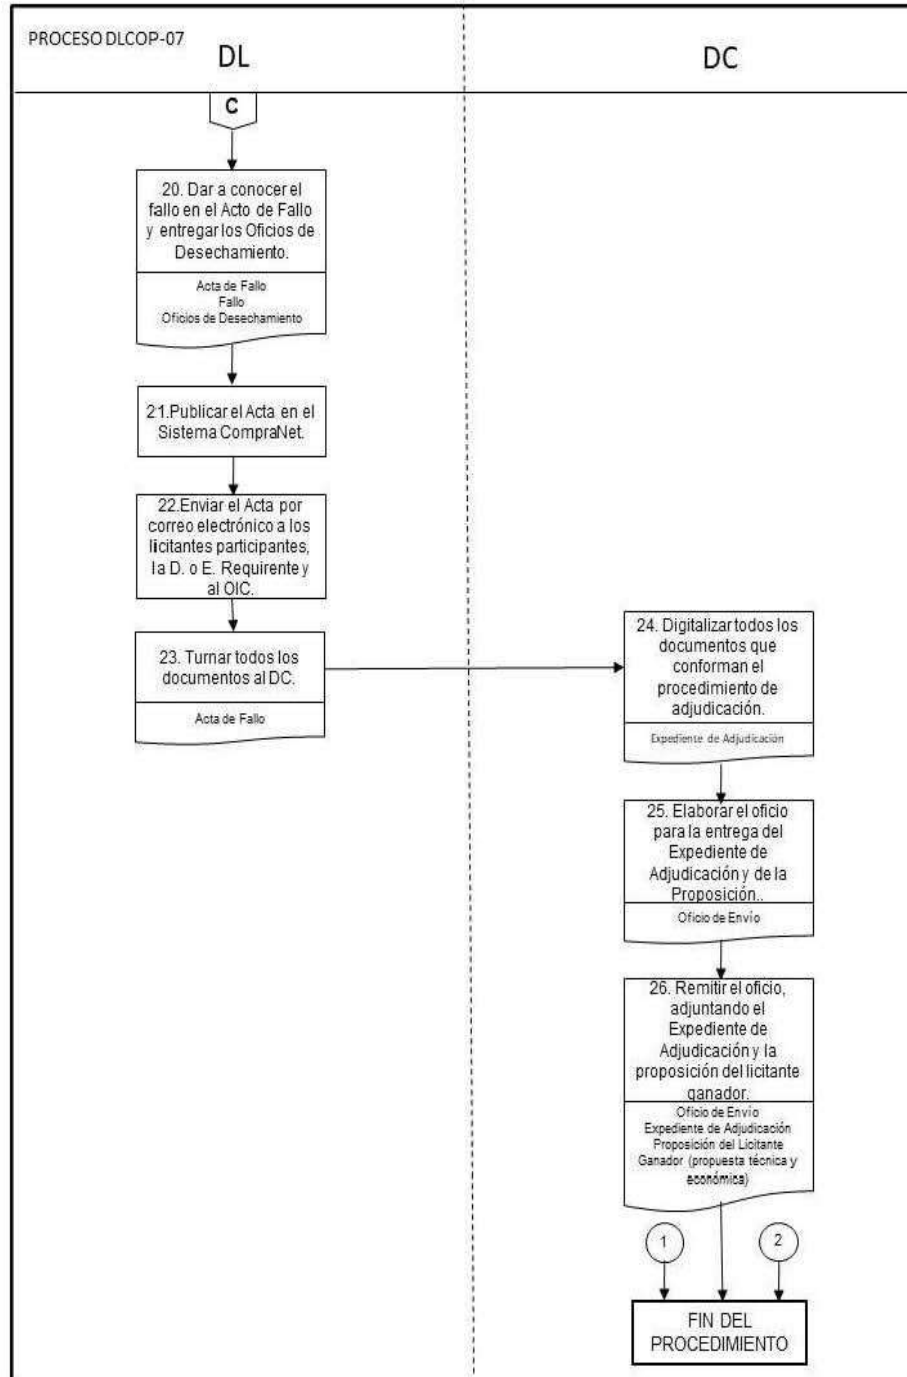 PROCESO DLCOP-07
DL
DC
C
20. Dar a conocer el
fallo en el Acto de Fallo
y entregar los Oficios de
Desechamiento.
Acta de Fallo
Fallo
Oficios de Desechamiento
21.Publicar el Acta en el
Sistema CompraNet.
22.Enviar el Acta por
correo electrónico a los
licitantes participantes,
la D. o E. Requirente y
al OIC.
23. Turnar todos los
documentos al DC.
Acta de Fallo
24. Digitalizar todos los
documentos que
conforman el
procedimiento de
adjudicación.
Expediente de Adjudicación
25. Elaborar el oficio
para la entrega del
Expediente de
Adjudicación y de la
Proposición..
Oficio de Envío
26. Remitir el oficio,
adjuntando el
Expediente de
Adjudicación y la
proposición del licitante
ganador.
Oficio de Envío
Expediente de Adjudicación
Proposición del Licitante
Ganador (propuesta técnica y
económica)
1
2
FIN DEL
PROCEDIMIENTO